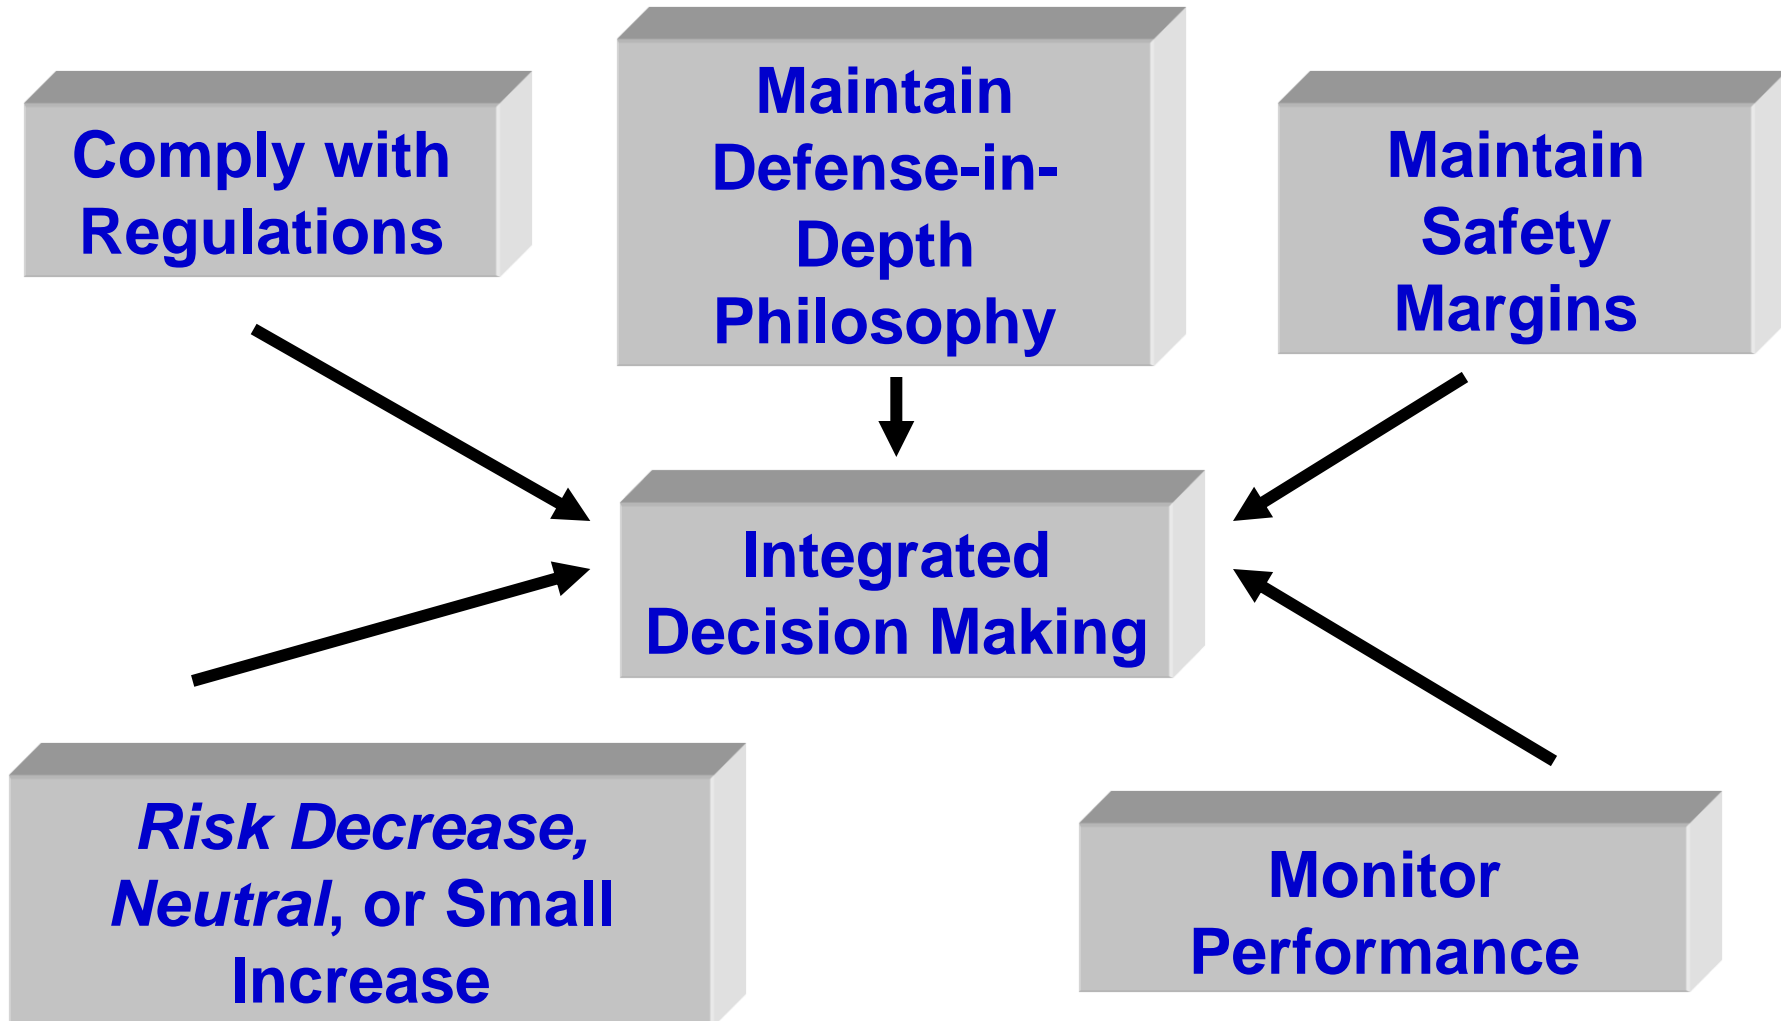 Comply with
Regulations
Maintain
Defense-in-
Depth
Philosophy
Maintain
Safety
Margins
Integrated
Decision Making
Risk Decrease,
Neutral, or Small
Increase
Monitor
Performance